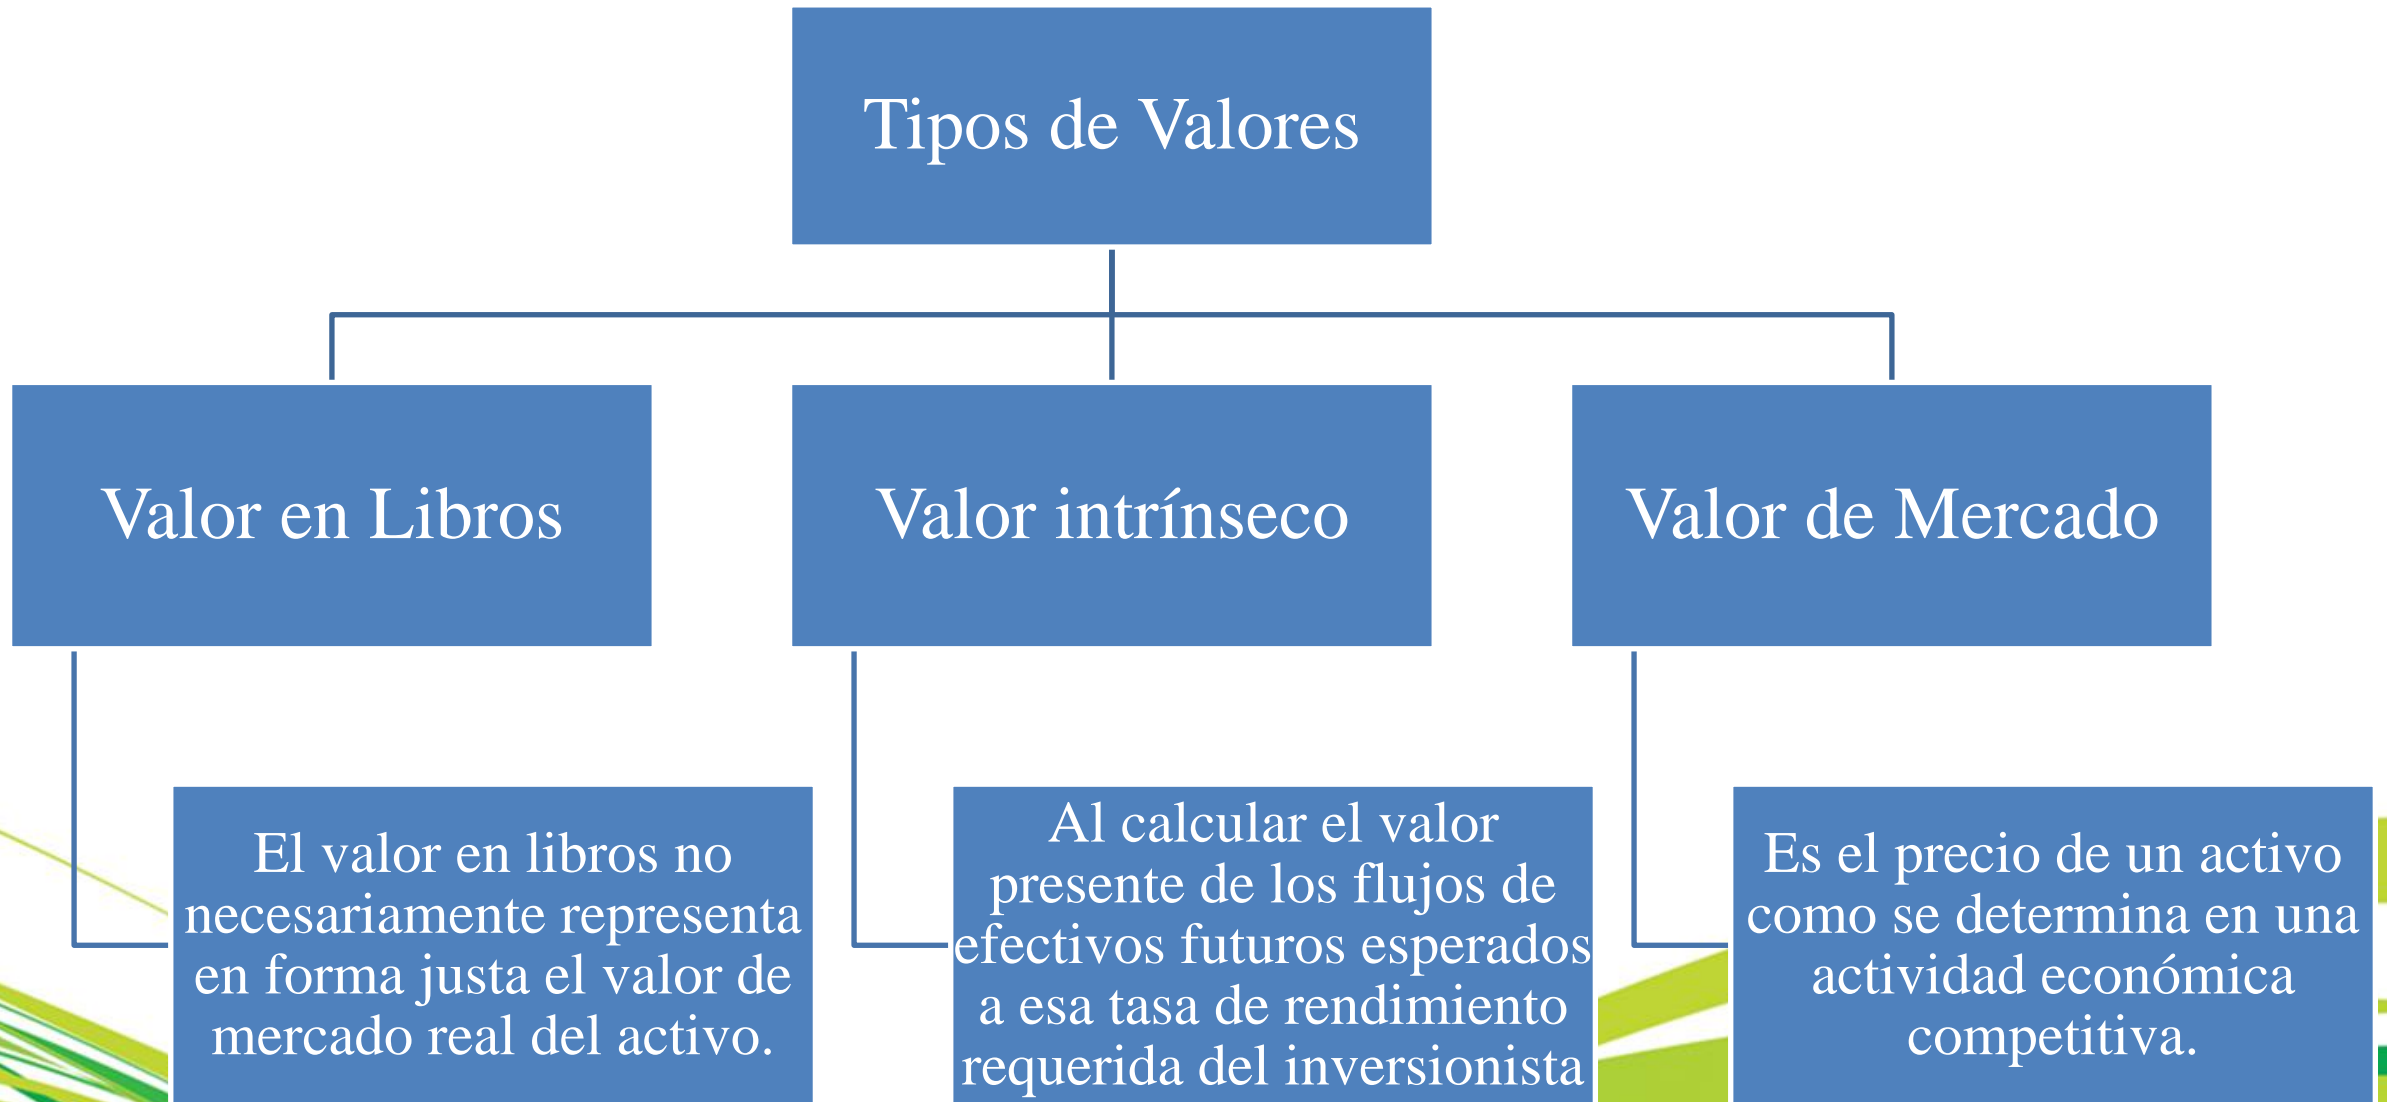 Tipos de Valores
Valor en Libros
El valor en libros no
necesariamente representa
en forma justa el valor de
mercado real del activo.
Valor intrínseco
Al calcular el valor
presente de los flujos de
efectivos futuros esperados
a esa tasa de rendimiento
requerida del inversionista
Valor de Mercado
Es el precio de un activo
como se determina en una
actividad económica
competitiva.